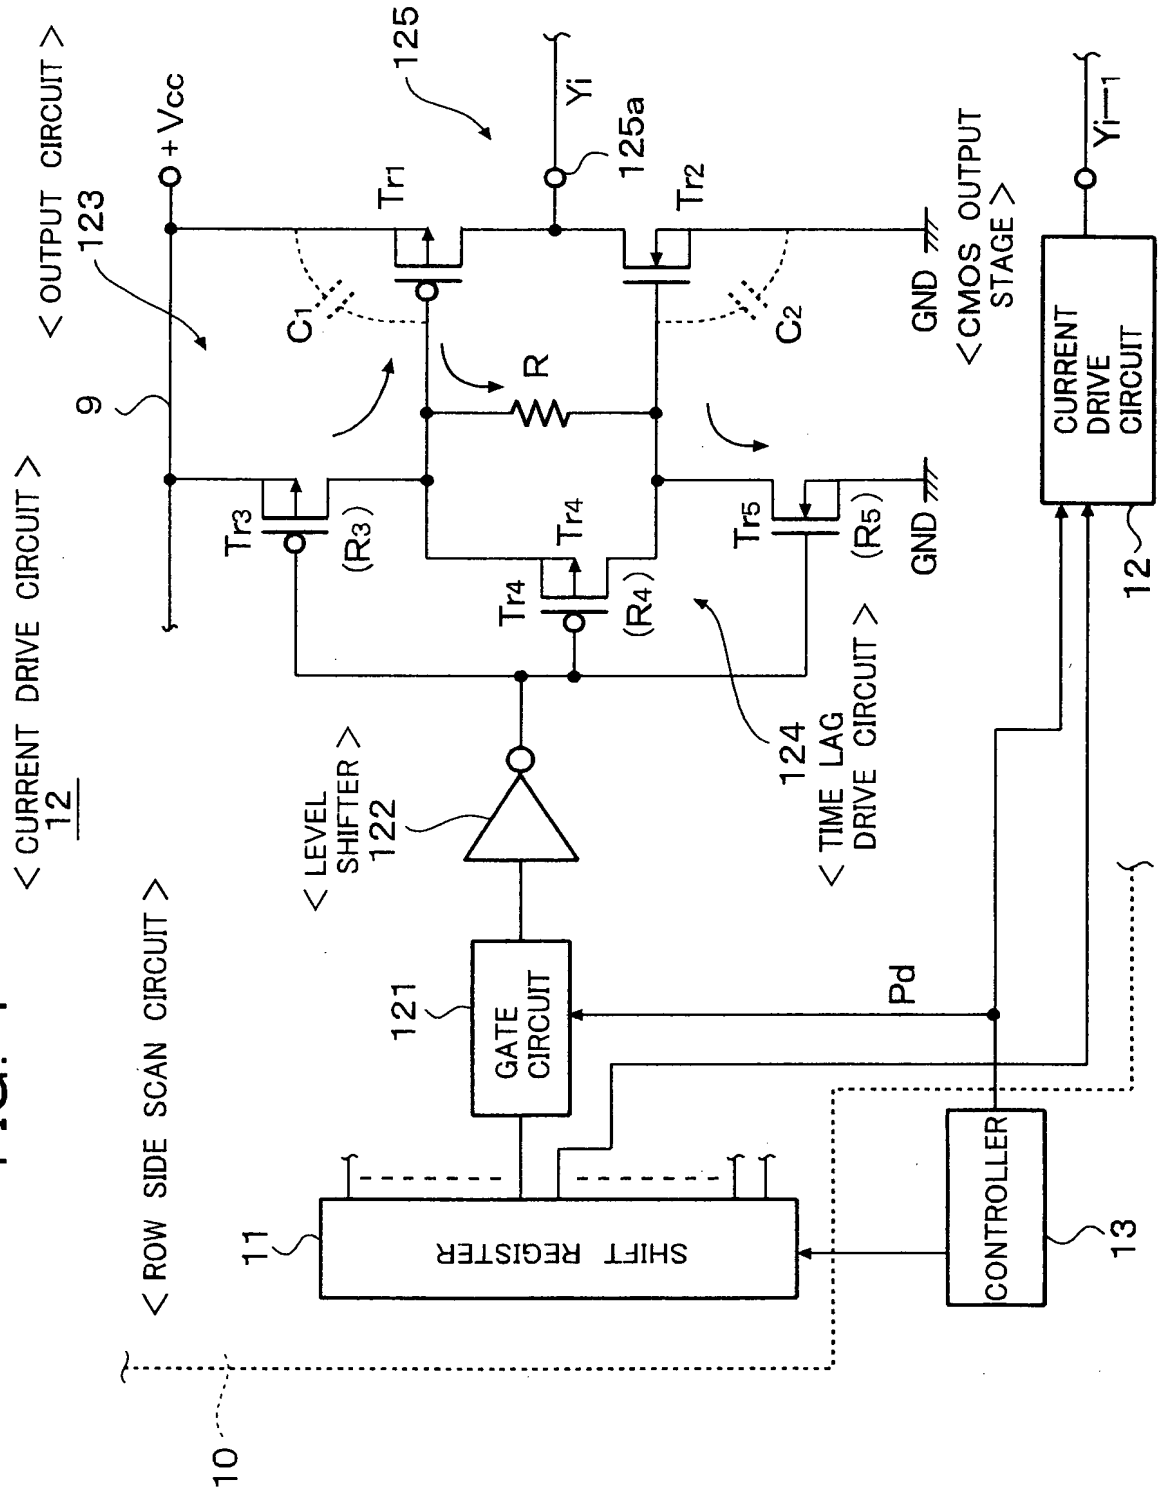 FIG. 1
< CURRENT DRIVE CIRCUIT >
12
< ROW SIDE SCAN CIRCUIT >
< OUTPUT CIRCUIT >
123
9
+Vcc
10
11
SHIFT REGISTER
121
GATE
CIRCUIT
< LEVEL
SHIFTER >
122
Tr3
(R3)
C1
Tr1
125
Tr4
Tr4
(R4)
R
Yi
125a
124
< TIME LAG
DRIVE CIRCUIT >
Tr5
(R5)
C2
Tr2
GND
GND
<CMOS OUTPUT
STAGE >
Pd
CONTROLLER
13
CURRENT
DRIVE
CIRCUIT
12
Yi-1